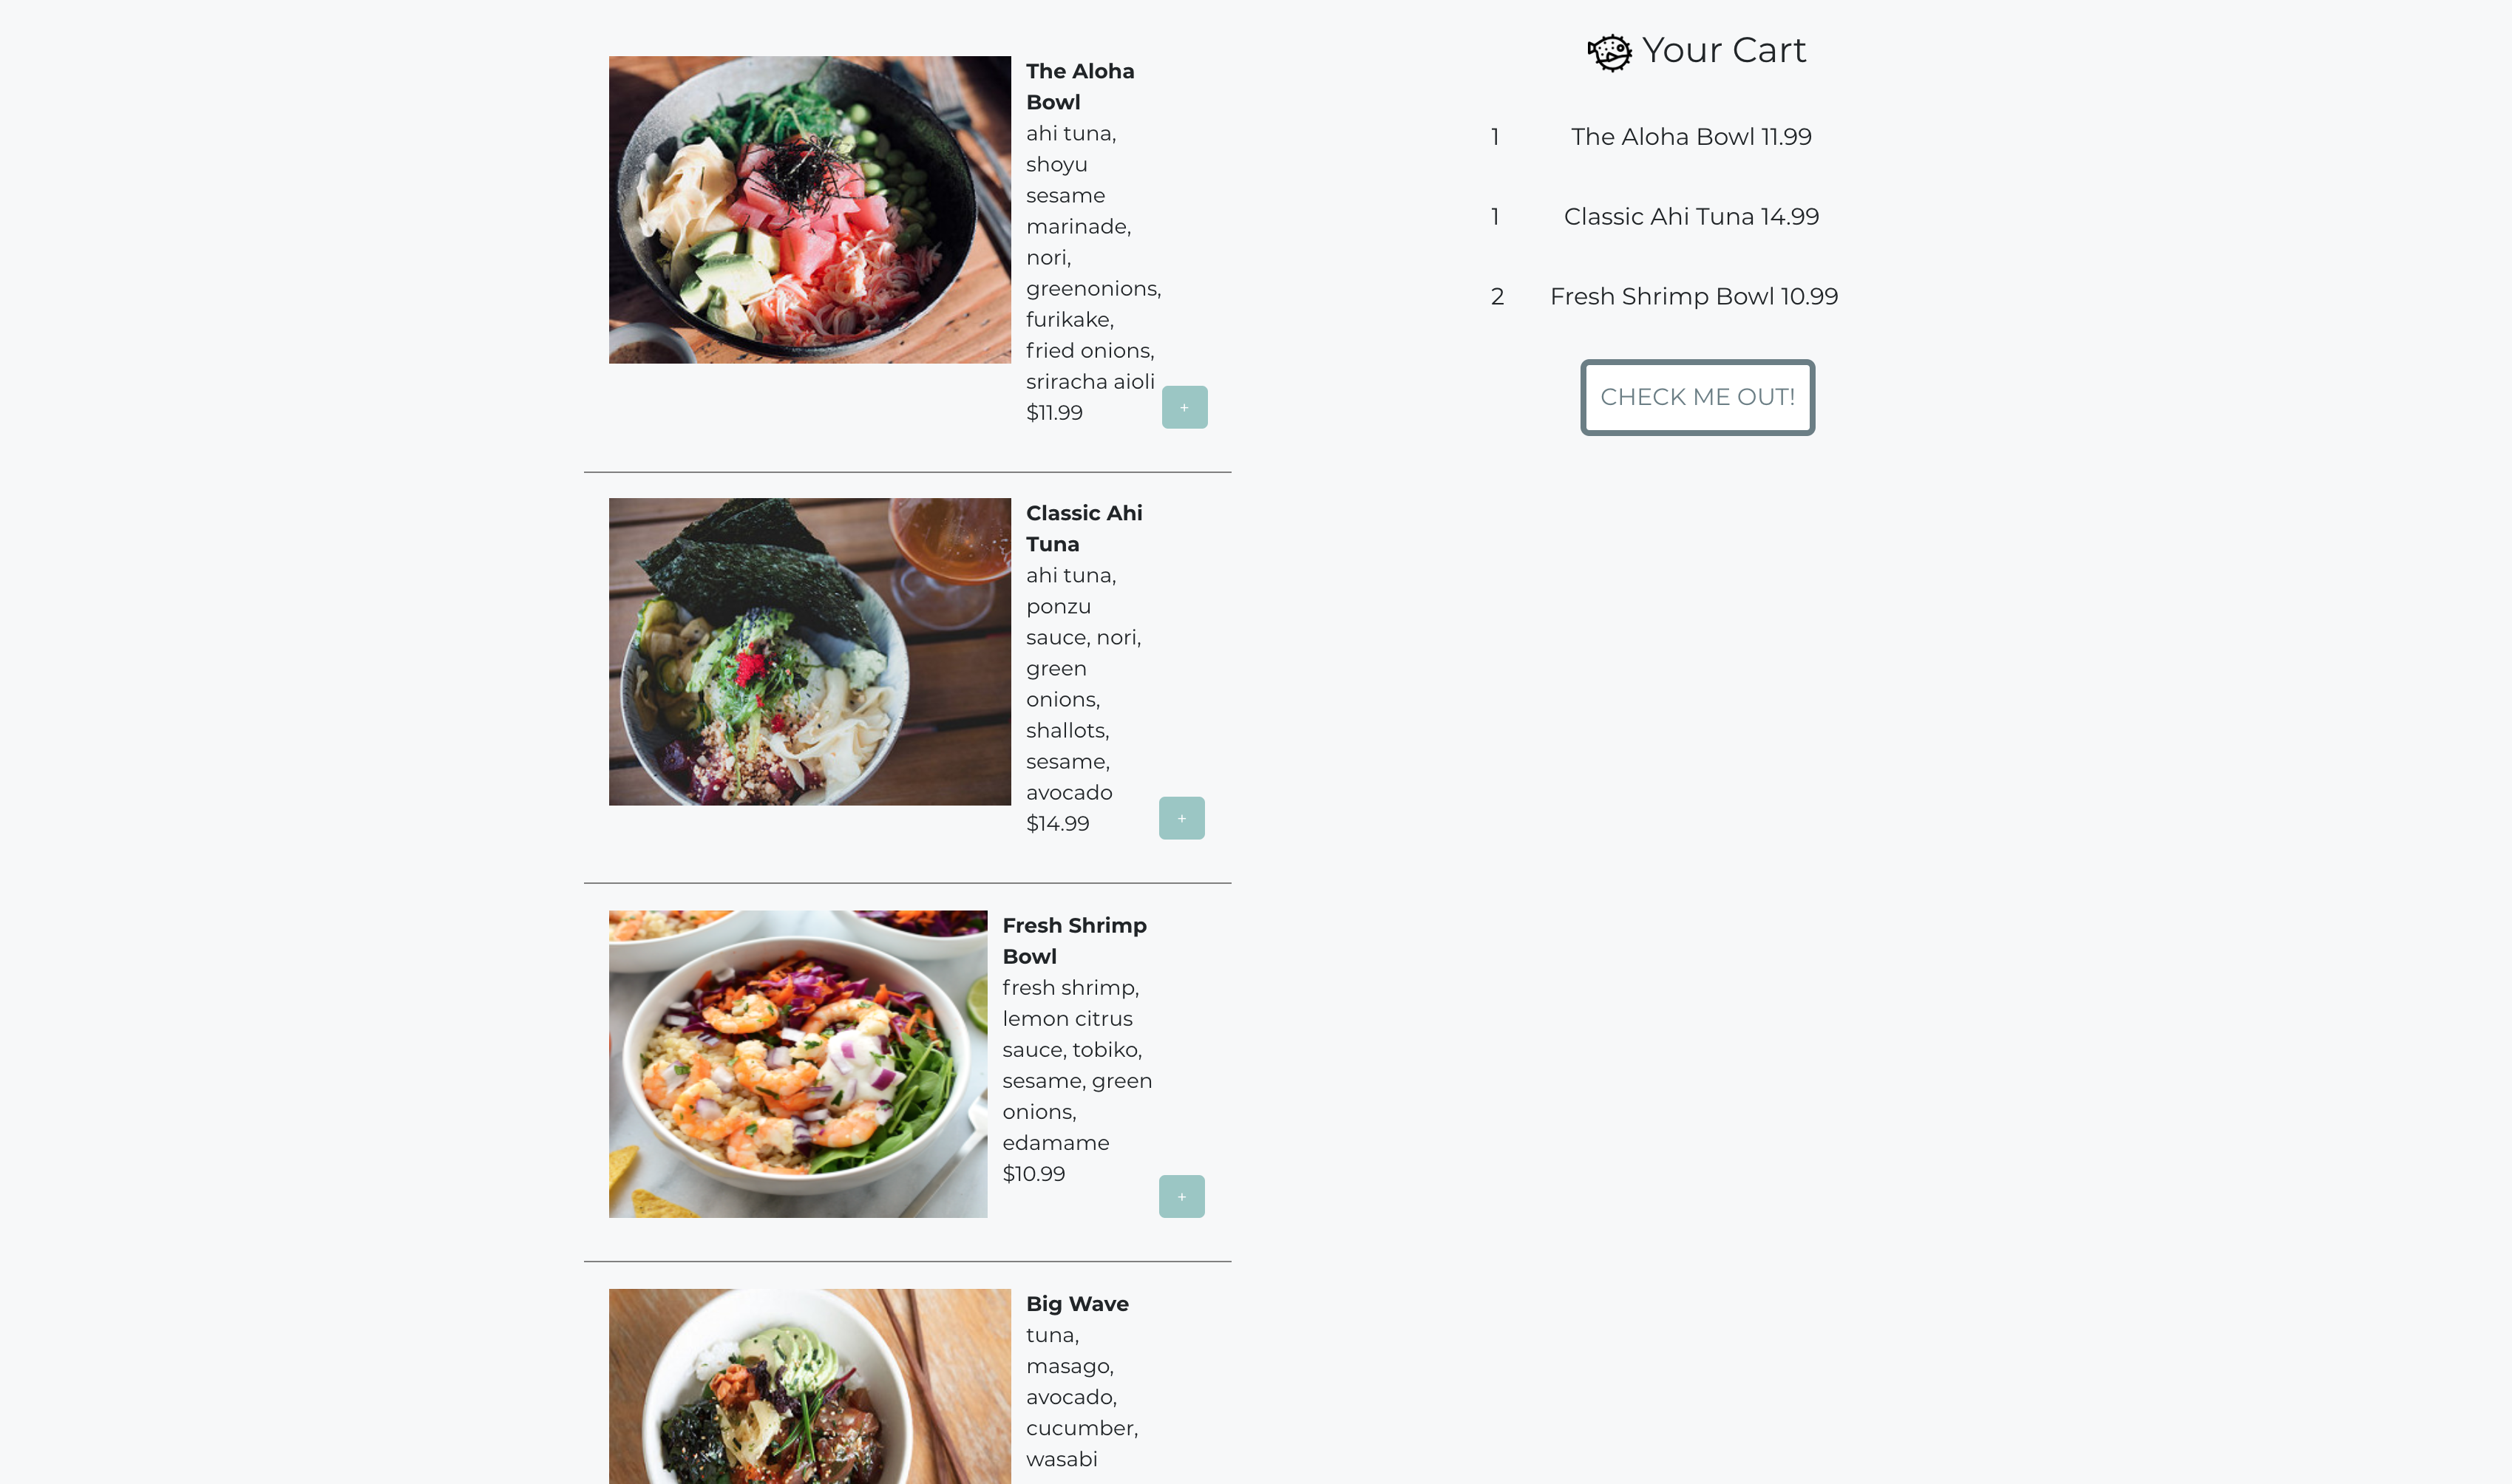 The Aloha
Bowl
ahi tuna,
shoyu
sesame
marinade,
nori,
greenonions,
furikake,
fried onions,
sriracha aioli
$11.99
+
Classic Ahi
Tuna
ahi tuna,
ponzu
sauce, nori,
green
onions,
shallots,
sesame,
avocado
$14.99
+
Fresh Shrimp
Bowl
fresh shrimp,
lemon citrus
sauce, tobiko,
sesame, green
onions,
edamame
$10.99
+
Big Wave
tuna,
masago,
avocado,
cucumber,
wasabi
Your Cart
1 The Aloha Bowl 11.99
1 Classic Ahi Tuna 14.99
2 Fresh Shrimp Bowl 10.99
CHECK ME OUT!